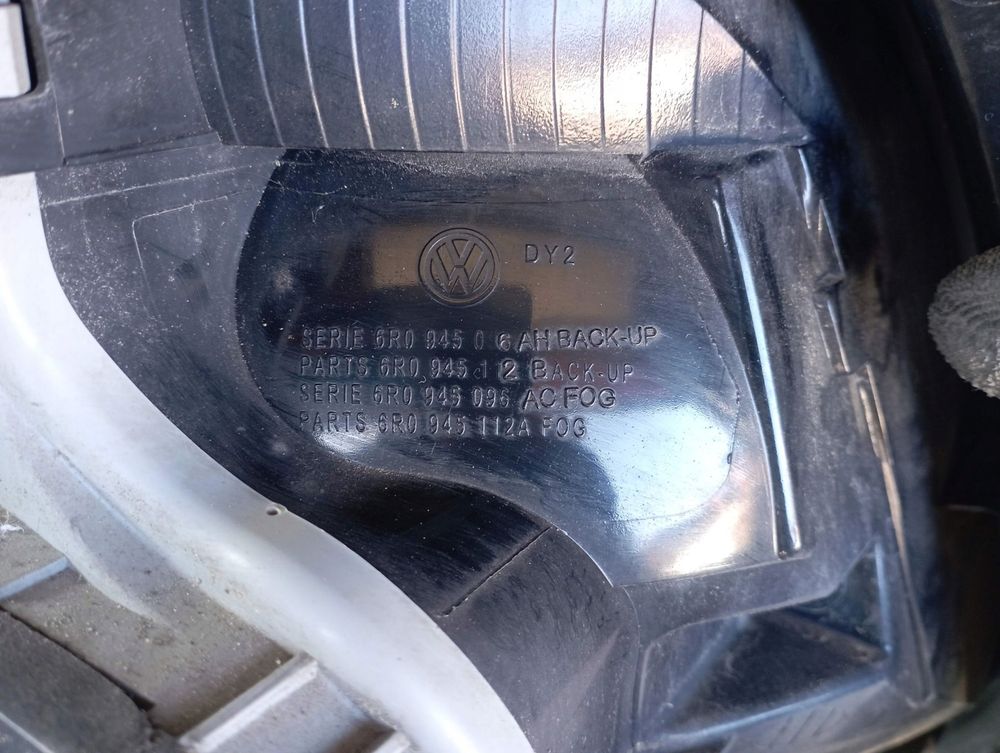 VW DY2
SERIE 6R0 945 0 6 AH BACK-UP
PARTS 6R0 945 112 BACK-UP
SERIE 6R0 945 096 AC FOG
PARTS 6R0 945 112A FOG